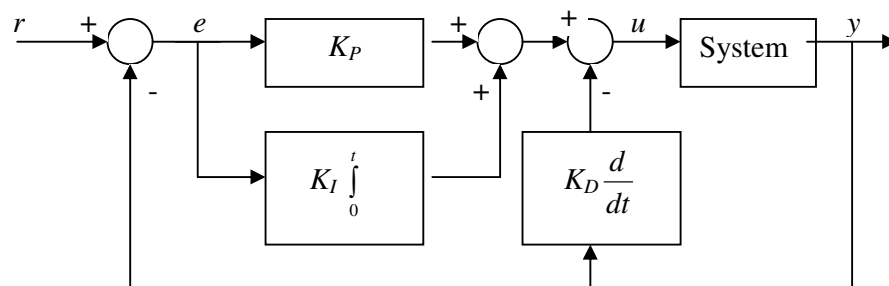 r + e K_P + + u System y
- + -
K_I ∫_0^t K_D d/dt